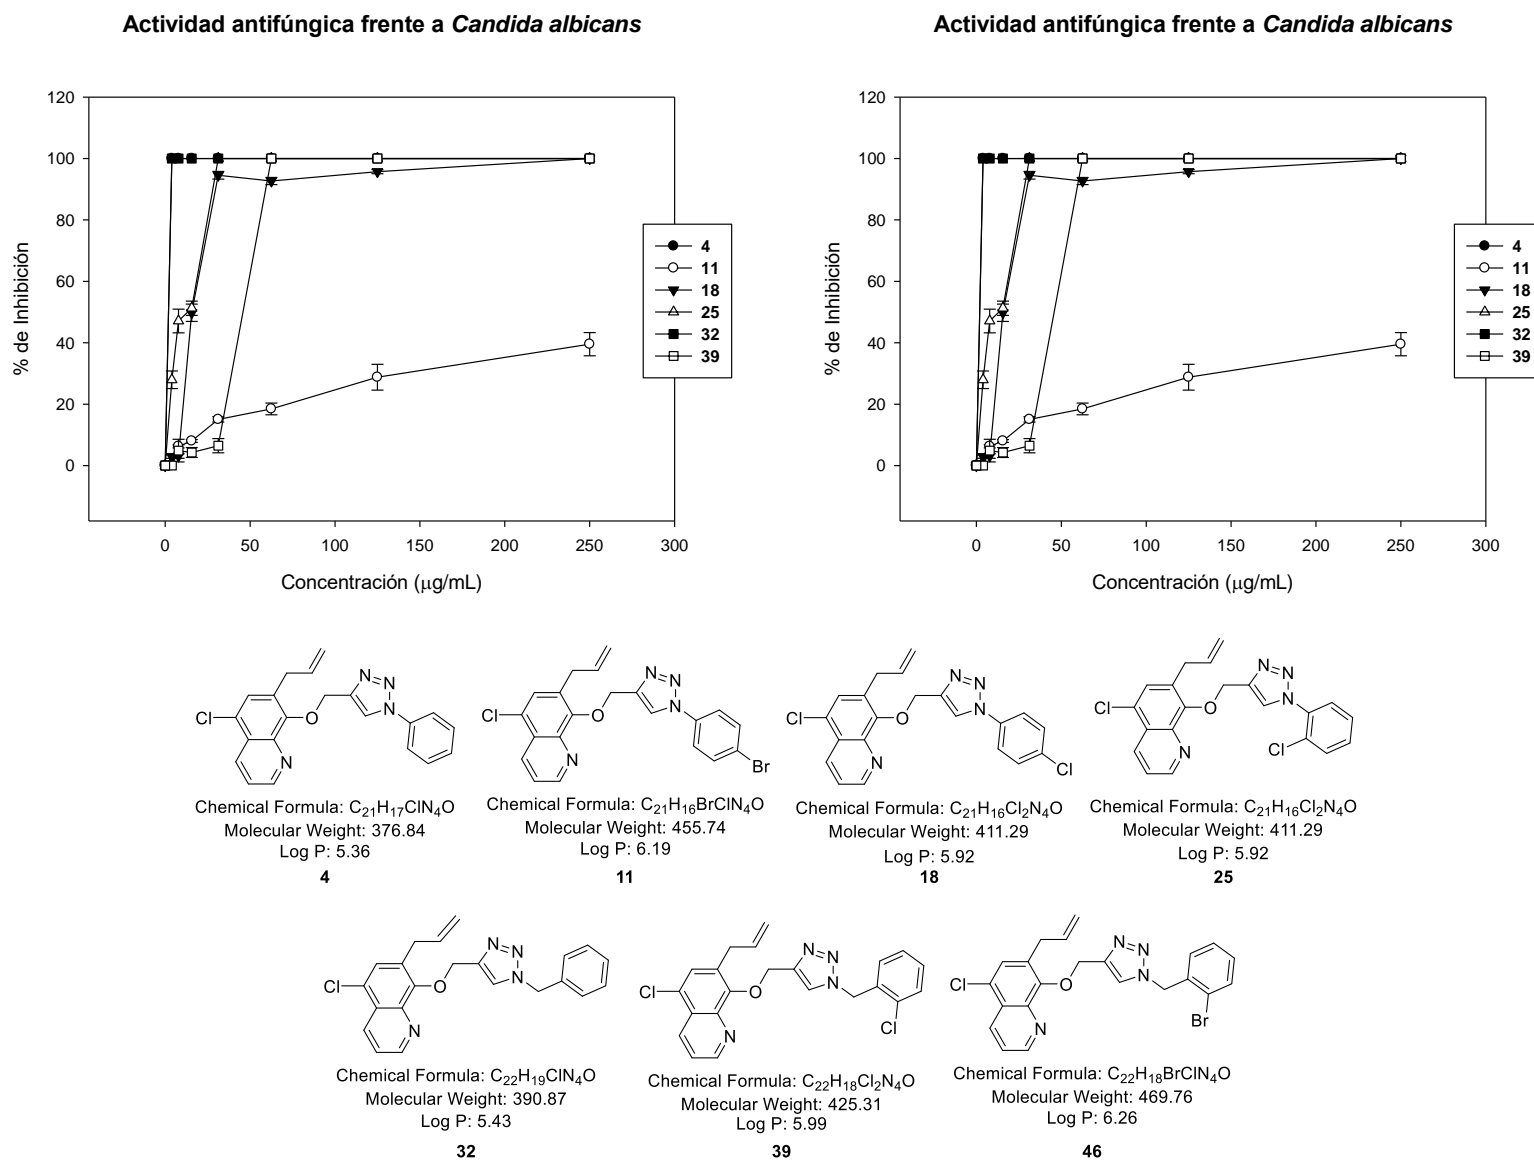 Actividad antifúngica frente a Candida albicans
120
100
80
60
40
20
0
% de Inhibición
0 50 100 150 200 250 300
Concentración (μg/mL)
4
11
18
25
32
39
Actividad antifúngica frente a Candida albicans
120
100
80
60
40
20
0
% de Inhibición
0 50 100 150 200 250 300
Concentración (μg/mL)
4
11
18
25
32
39
Cl O N N N N
Chemical Formula: C21H17ClN4O
Molecular Weight: 376.84
Log P: 5.36
4
Cl O N N N N Br
Chemical Formula: C21H16BrClN4O
Molecular Weight: 455.74
Log P: 6.19
11
Cl O N N N N Cl
Chemical Formula: C21H16Cl2N4O
Molecular Weight: 411.29
Log P: 5.92
18
Cl O N N N N Cl
Chemical Formula: C21H16Cl2N4O
Molecular Weight: 411.29
Log P: 5.92
25
Cl O N N N N
Chemical Formula: C22H19ClN4O
Molecular Weight: 390.87
Log P: 5.43
32
Cl O N N N N Cl
Chemical Formula: C22H18Cl2N4O
Molecular Weight: 425.31
Log P: 5.99
39
Cl O N N N N Br
Chemical Formula: C22H18BrClN4O
Molecular Weight: 469.76
Log P: 6.26
46